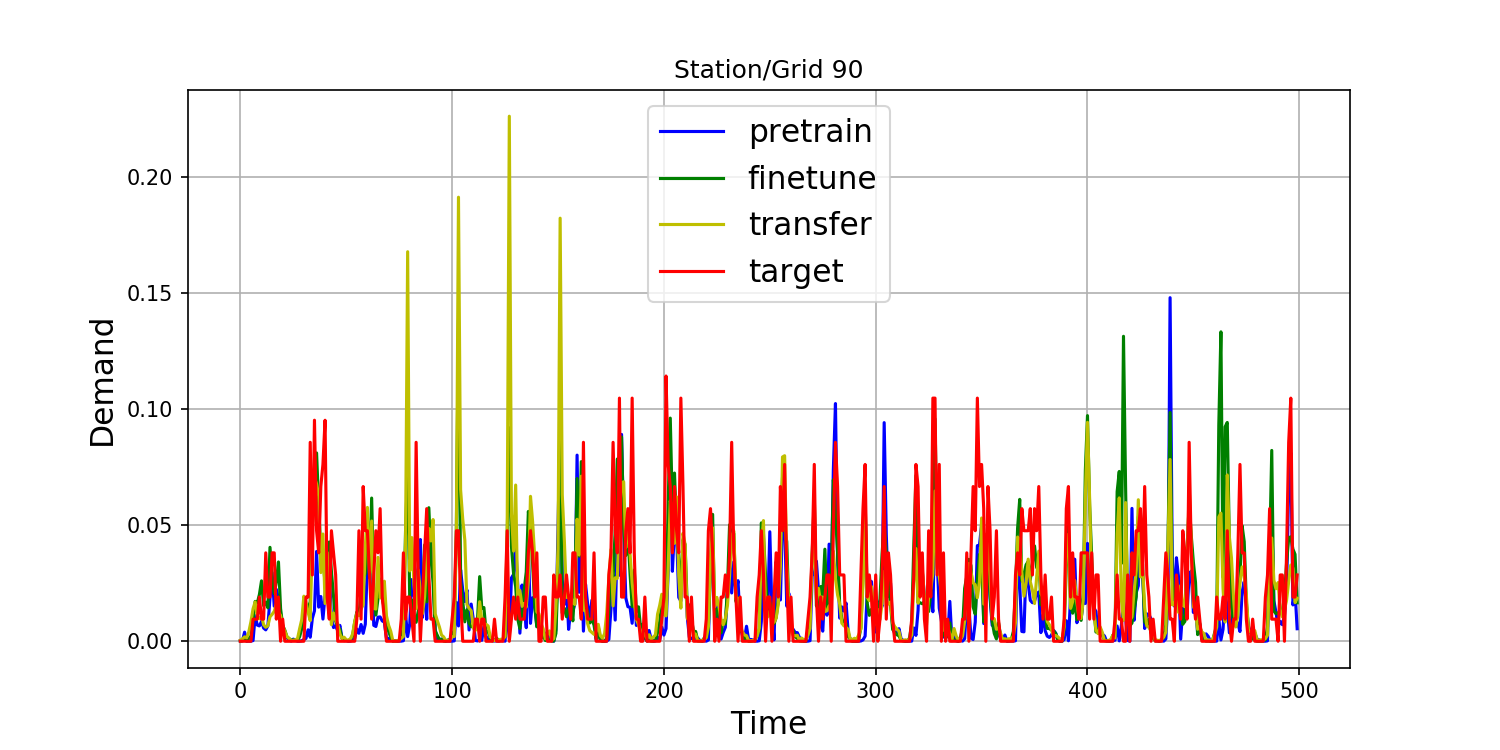 Station/Grid 90
pretrain
finetune
transfer
target
Demand
0.20
0.15
0.10
0.05
0.00
0 100 200 300 400 500
Time